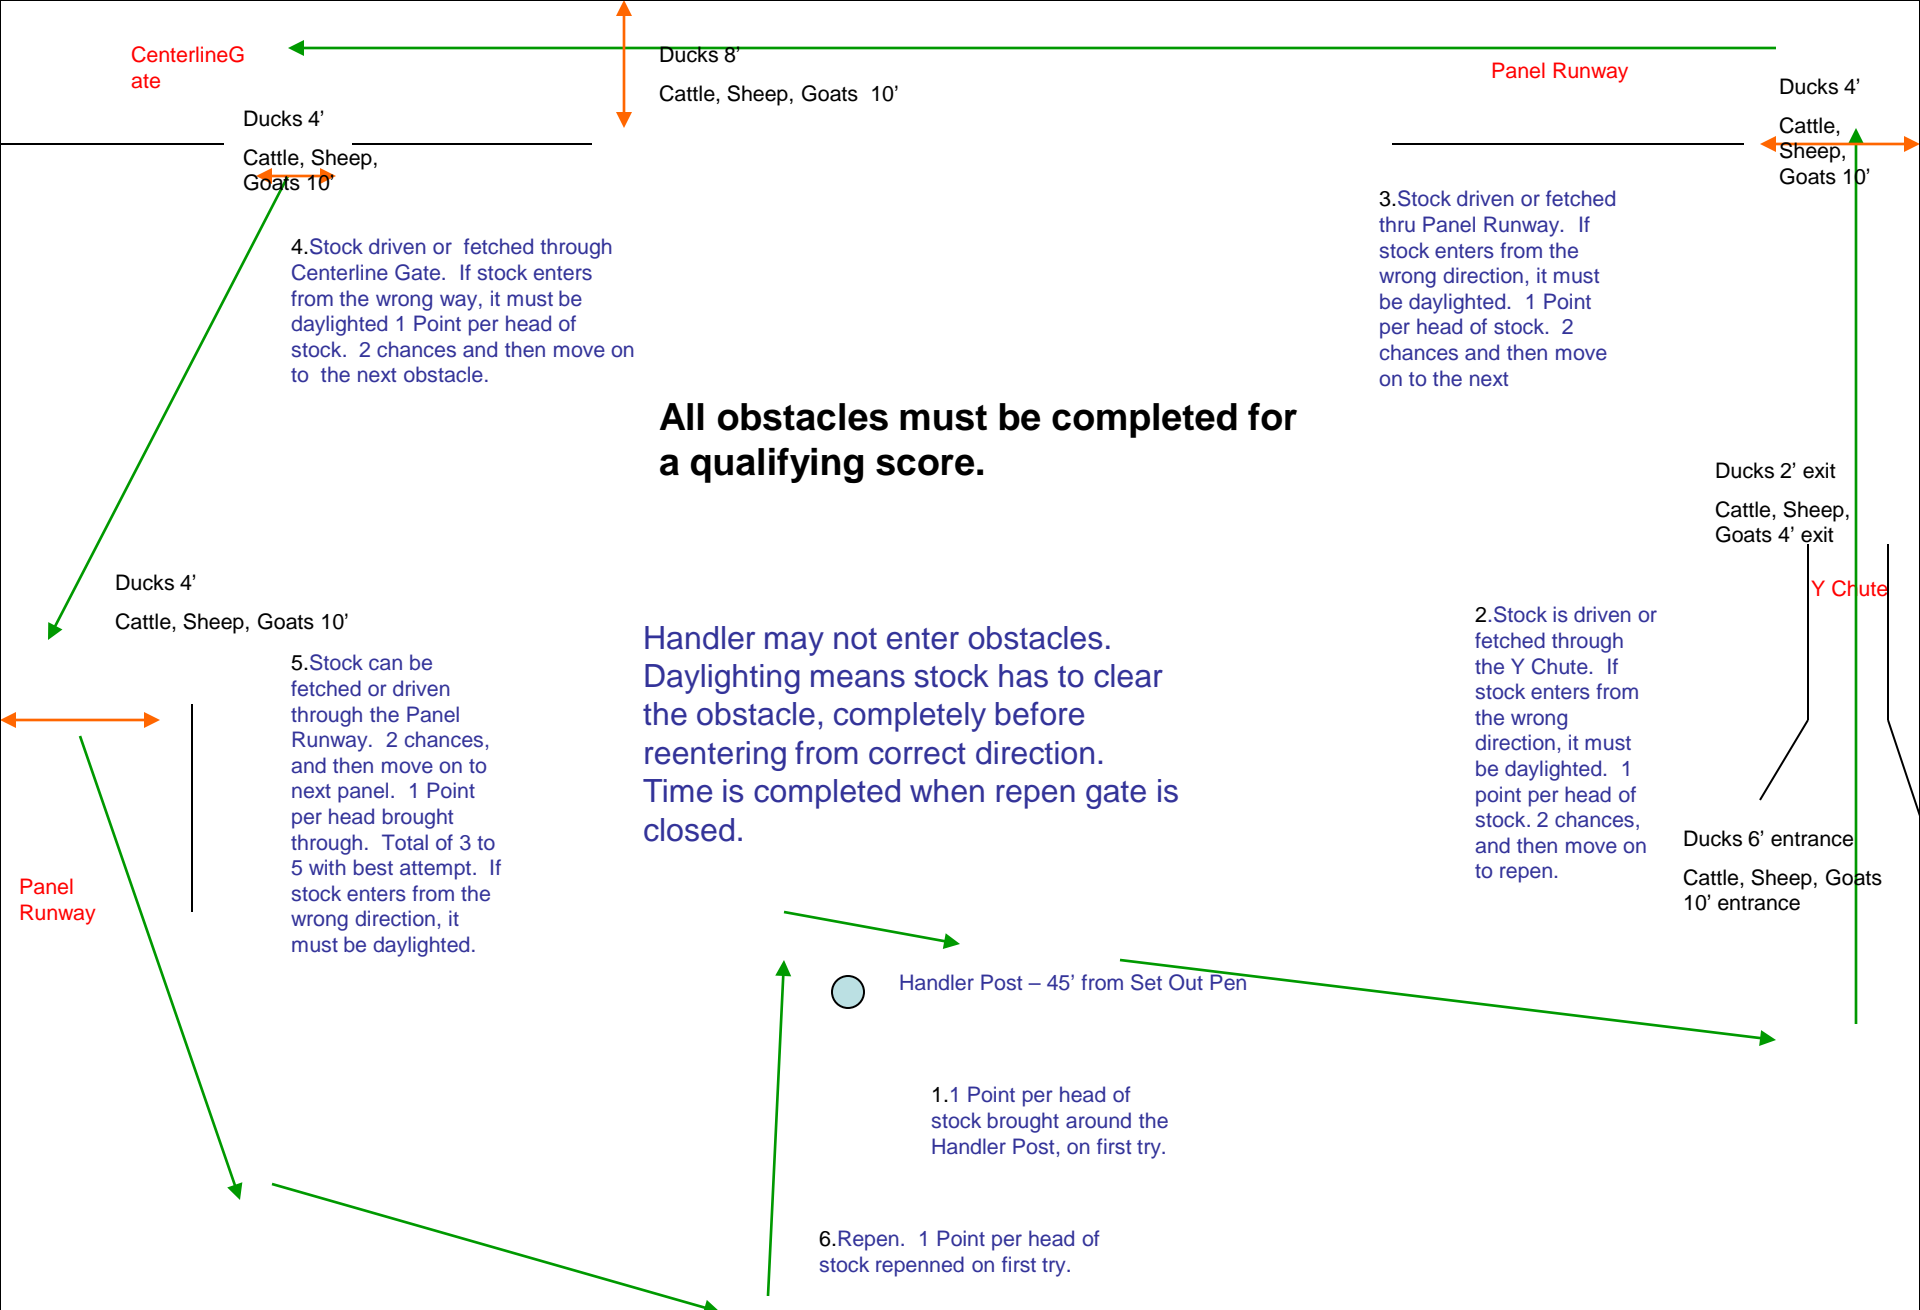 CenterlineG
ate
Ducks 8’
Cattle, Sheep, Goats  10’
Panel Runway
Ducks 4’
Cattle,
Sheep,
Goats 10’
Ducks 4’
Cattle, Sheep,
Goats 10’
3.Stock driven or fetched
thru Panel Runway.  If
stock enters from the
wrong direction, it must
be daylighted.  1 Point
per head of stock.  2
chances and then move
on to the next
4.Stock driven or  fetched through
Centerline Gate.  If stock enters
from the wrong way, it must be
daylighted 1 Point per head of
stock.  2 chances and then move on
to  the next obstacle.
All obstacles must be completed for
a qualifying score.
Ducks 2’ exit
Cattle, Sheep,
Goats 4’ exit
Y Chute
Ducks 4’
Cattle, Sheep, Goats 10’
5.Stock can be
fetched or driven
through the Panel
Runway.  2 chances,
and then move on to
next panel.  1 Point
per head brought
through.  Total of 3 to
5 with best attempt.  If
stock enters from the
wrong direction, it
must be daylighted.
Handler may not enter obstacles.
Daylighting means stock has to clear
the obstacle, completely before
reentering from correct direction.
Time is completed when repen gate is
closed.
2.Stock is driven or
fetched through
the Y Chute.  If
stock enters from
the wrong
direction, it must
be daylighted.  1
point per head of
stock. 2 chances,
and then move on
to repen.
Ducks 6’ entrance
Cattle, Sheep, Goats
10’ entrance
Panel
Runway
Handler Post – 45’ from Set Out Pen
1.1 Point per head of
stock brought around the
Handler Post, on first try.
6.Repen.  1 Point per head of
stock repenned on first try.